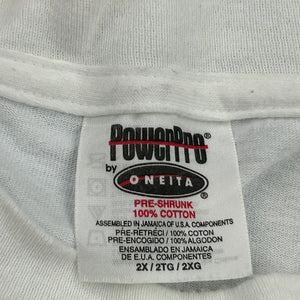 PowerPro®
by
ONEITA
®
PRE-SHRUNK
100% COTTON
ASSEMBLED IN JAMAICA OF U.S.A. COMPONENTS
PRE-RETRECI / 100% COTON
PRE-ENCOGIDO / 100% ALGODON
ENSAMBLADO EN JAMAICA
DE E.U.A. COMPONENTES
2X / 2TG / 2XG